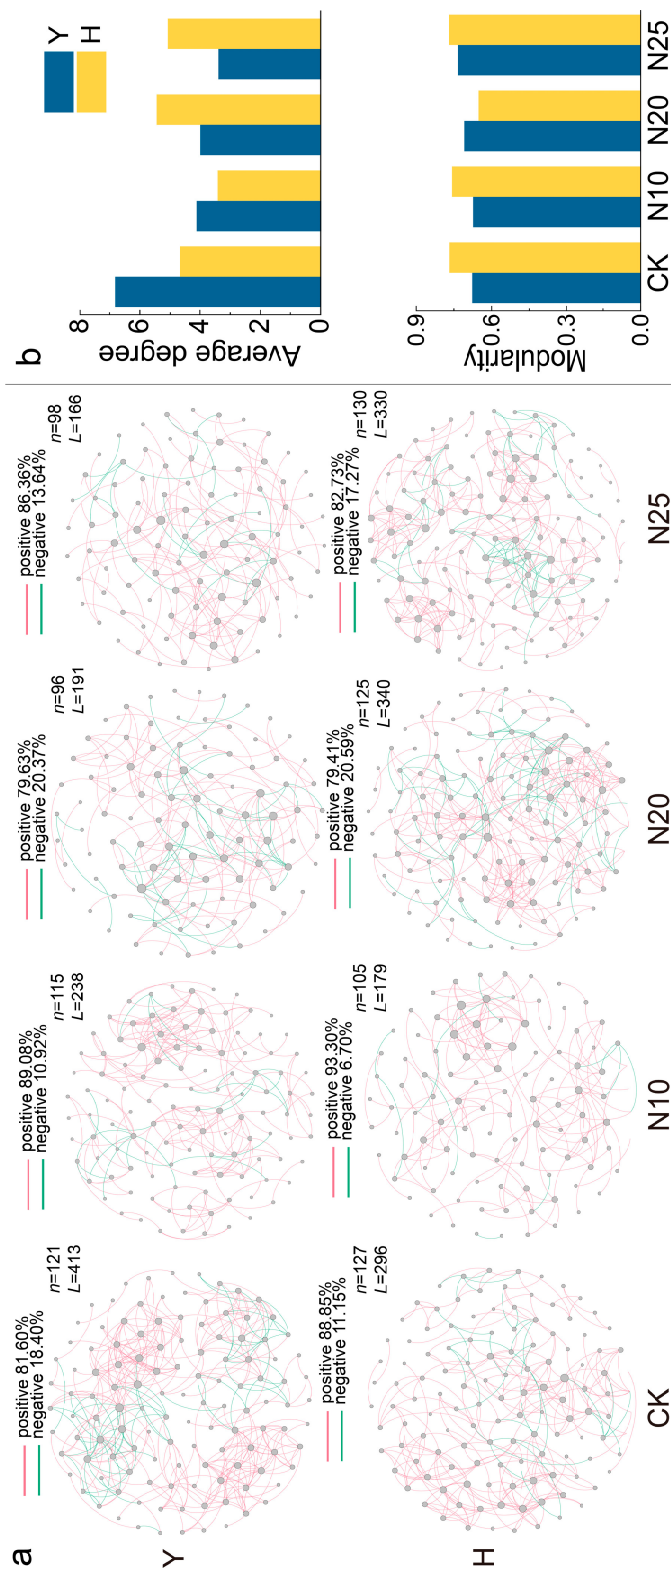 a
Y
positive 81.60%
negative 18.40%
n=121
L=413
positive 89.08%
negative 10.92%
n=115
L=238
positive 79.63%
negative 20.37%
n=96
L=191
positive 86.36%
negative 13.64%
n=98
L=166
H
positive 88.85%
negative 11.15%
n=127
L=296
positive 93.30%
negative 6.70%
n=105
L=179
positive 79.41%
negative 20.59%
n=125
L=340
positive 82.73%
negative 17.27%
n=130
L=330
CK
N10
N20
N25
b
Y
H
Average degree
8
6
4
2
0
Modularity
0.9
0.6
0.3
0.0
CK
N10
N20
N25